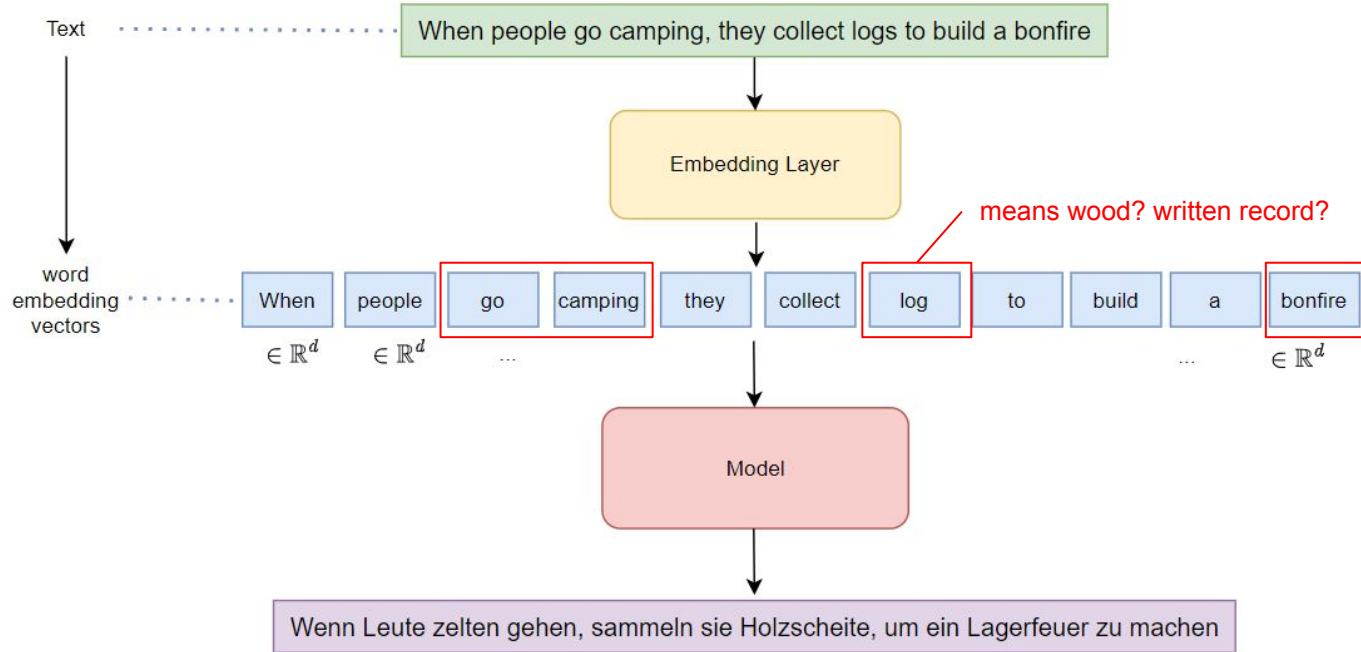 Text
When people go camping, they collect logs to build a bonfire
Embedding Layer
means wood? written record?
word
embedding
vectors
When people go camping they collect log to build a bonfire
∈ ℝ^d ∈ ℝ^d ... ... ∈ ℝ^d
Model
Wenn Leute zelten gehen, sammeln sie Holzscheite, um ein Lagerfeuer zu machen